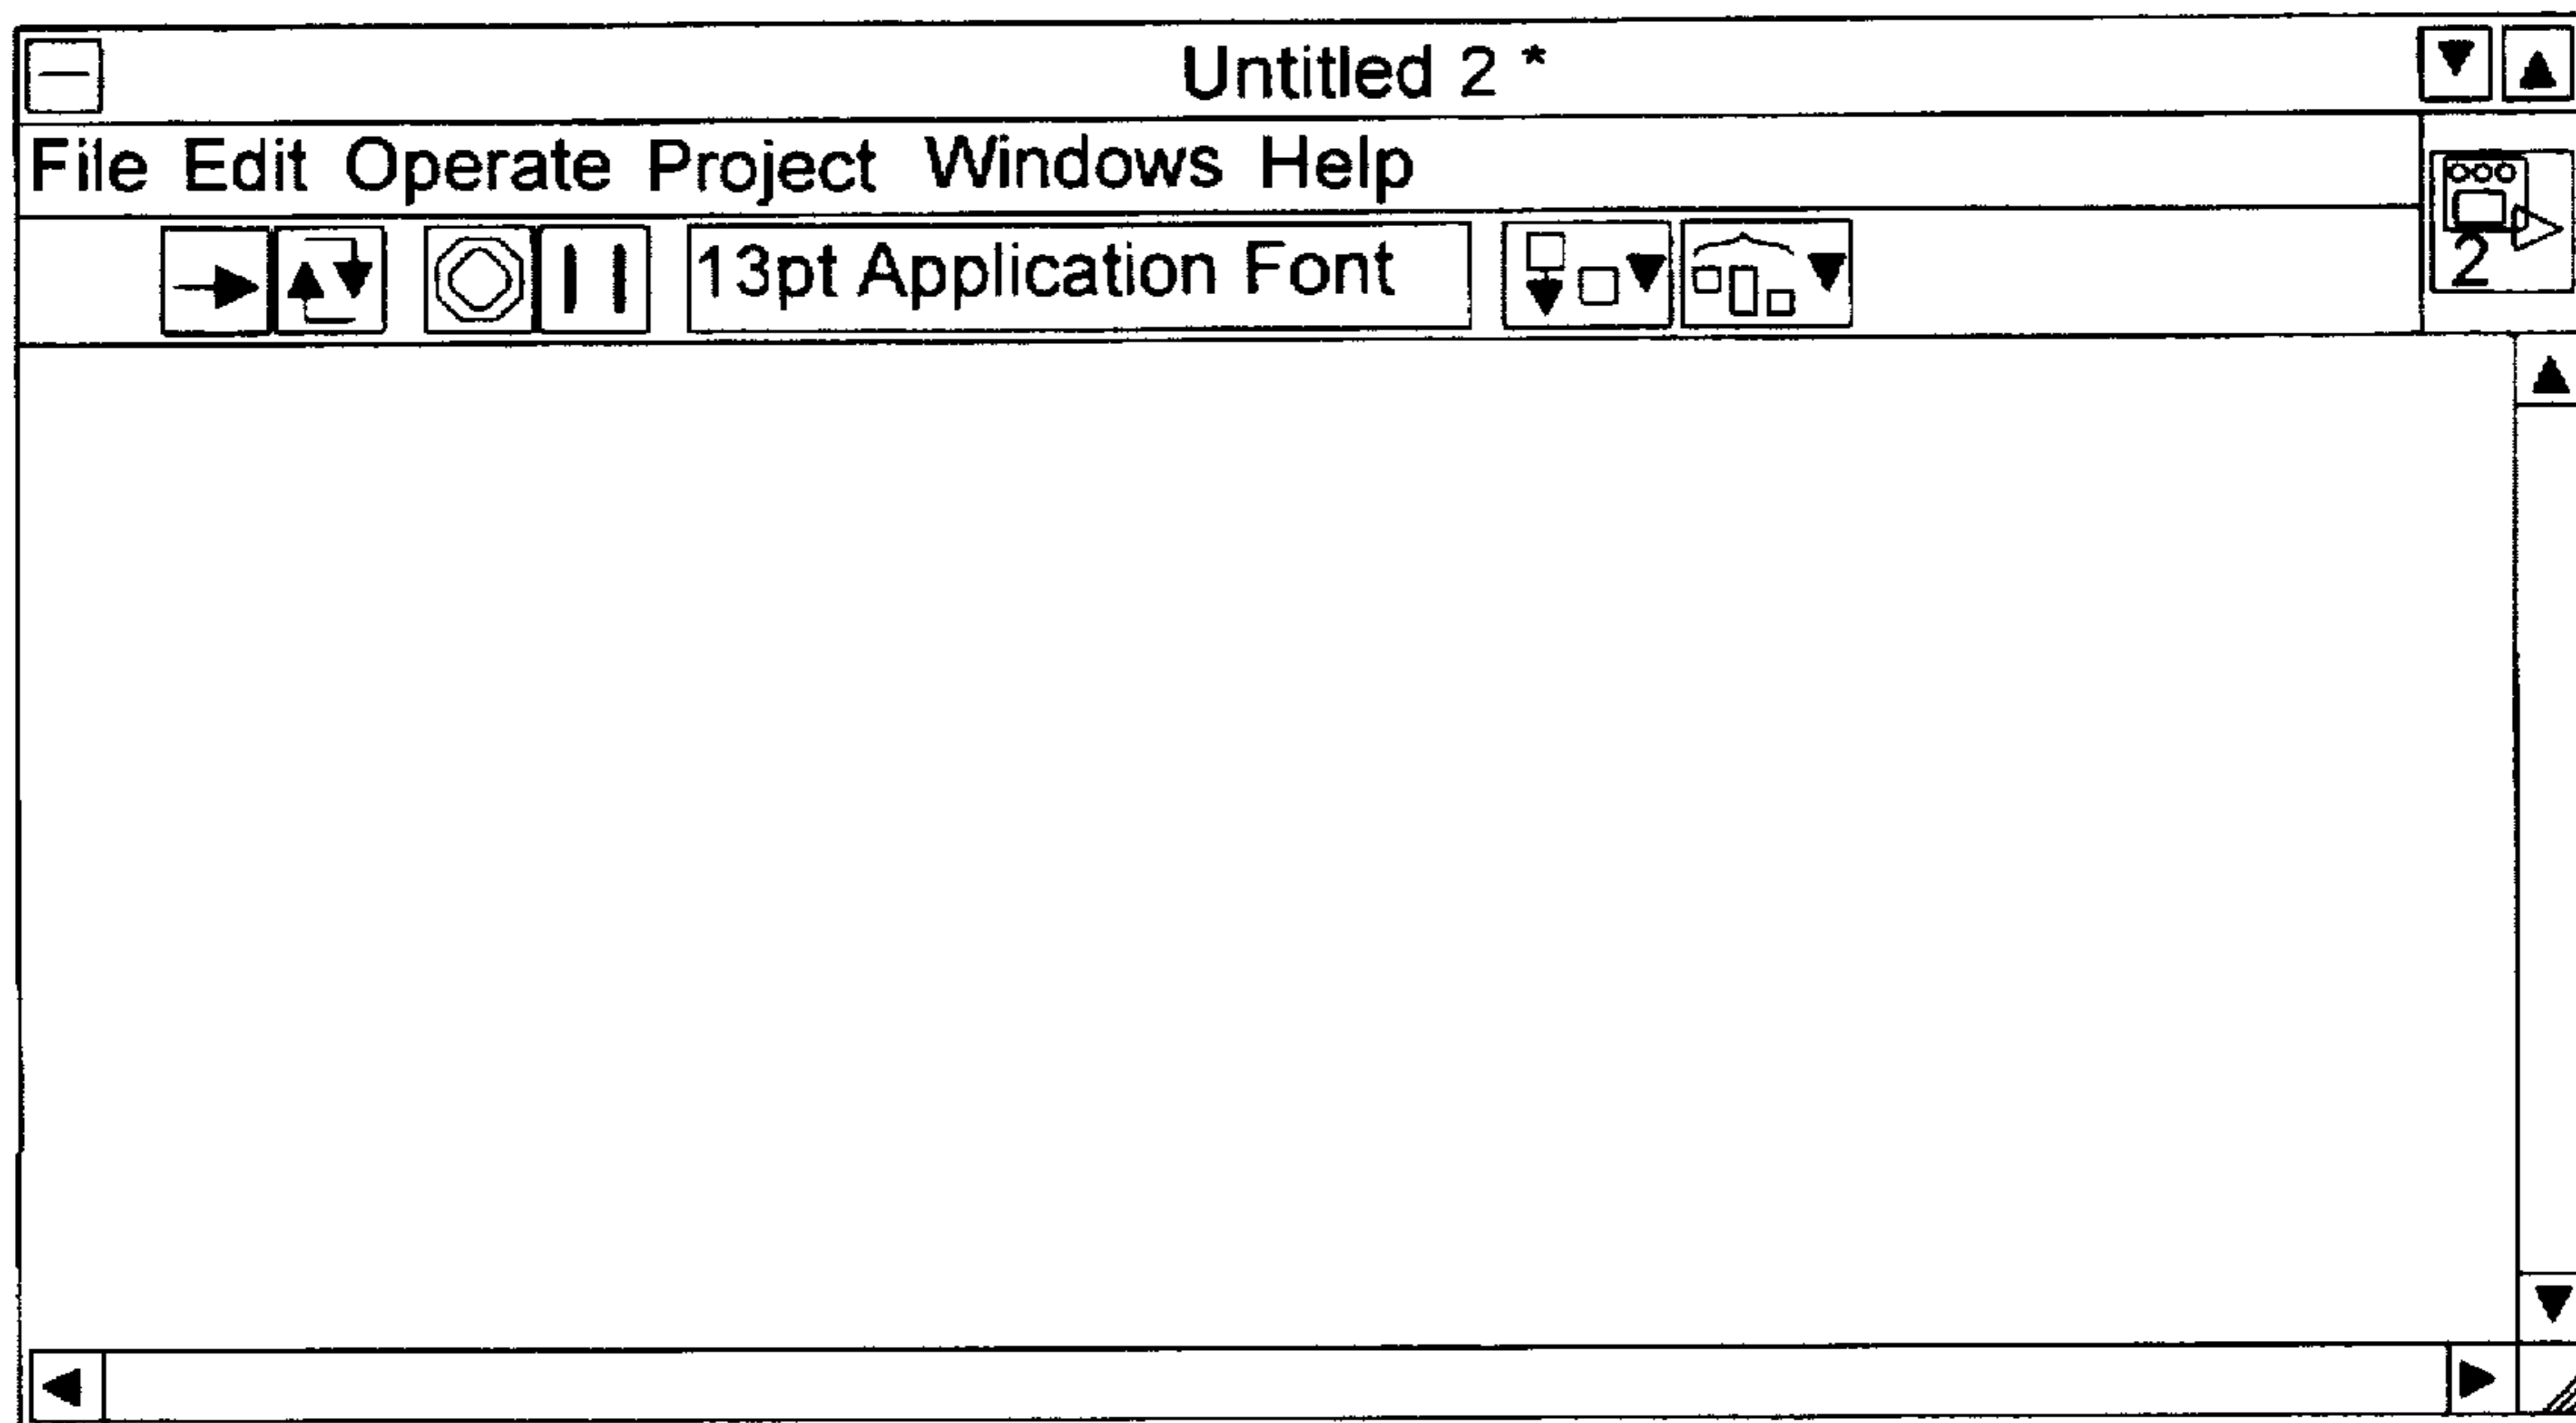 Untitled 2 *
File Edit Operate Project Windows Help
13pt Application Font
2